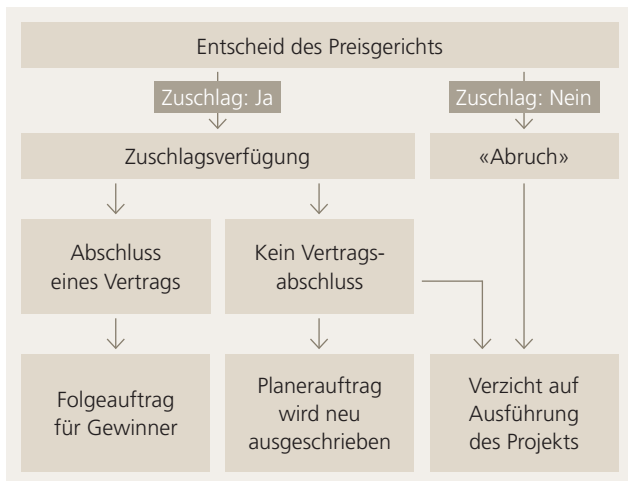 Entscheid des Preisgerichts
Zuschlag: Ja
Zuschlag: Nein
Zuschlagsverfügung
«Abruch»
Abschluss
eines Vertrags
Kein Vertrags-
abschluss
Folgeauftrag
für Gewinner
Planerauftrag
wird neu
ausgeschrieben
Verzicht auf
Ausführung
des Projekts